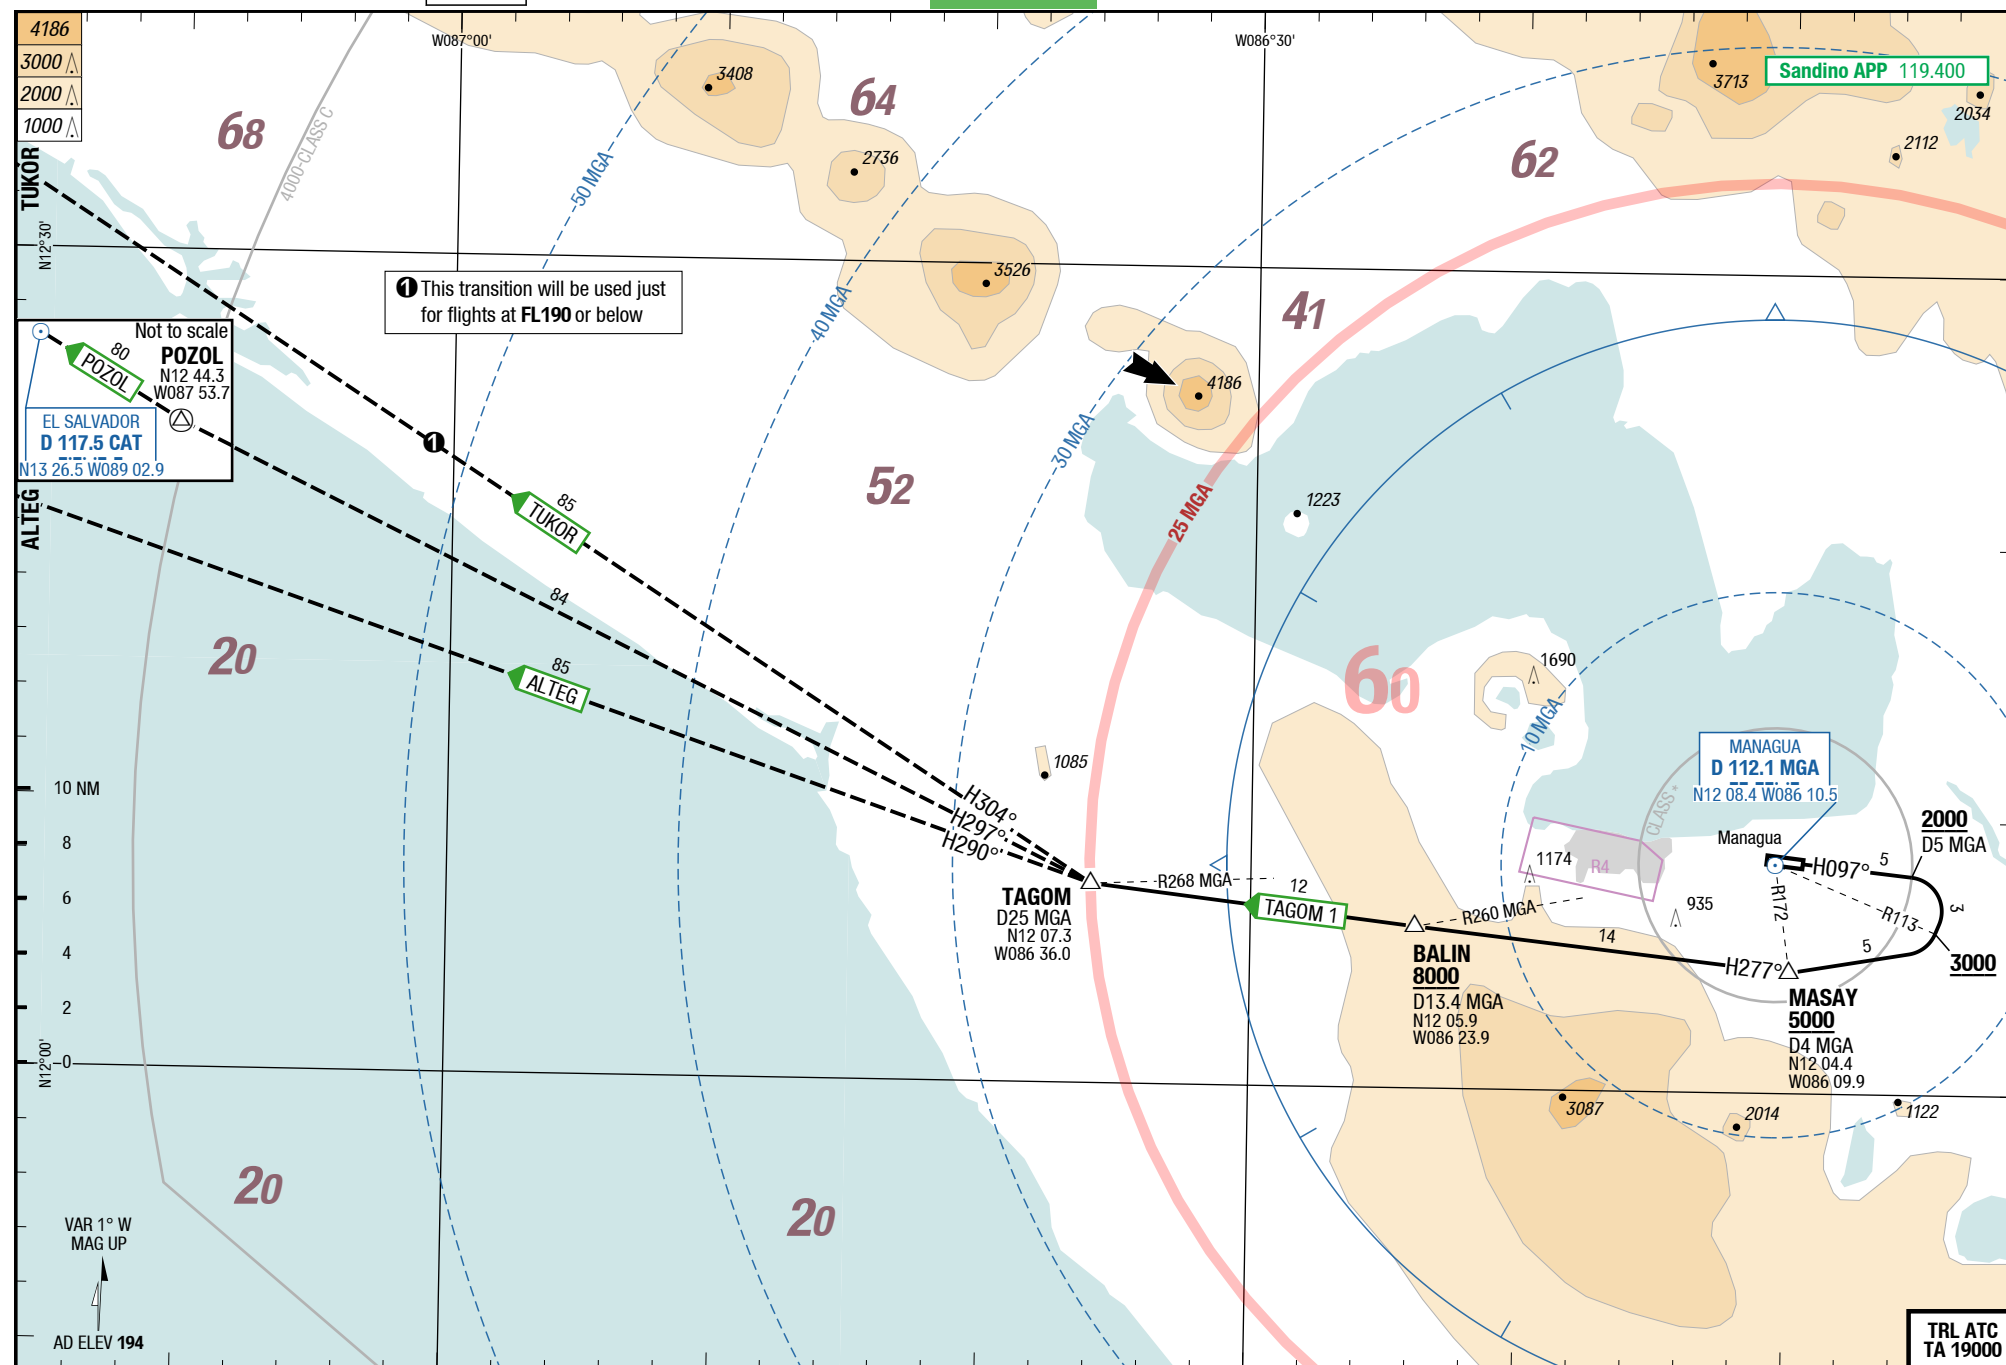 4186
3000
2000
1000
W087°00'
W086°30'
3408
64
68
4000-CLASS C
50 MGA
2736
3713
Sandino APP 119.400
2034
2112
62
TUKOR
N12°30'
3526
❶ This transition will be used just
for flights at FL190 or below
40 MGA
41
4186
Not to scale
80
POZOL
POZOL
N12 44.3
W087 53.7
EL SALVADOR
D 117.5 CAT
N13 26.5 W089 02.9
1
30 MGA
52
25 MGA
1223
ALTEG
85
TUKOR
84
20
85
ALTEG
60
1690
10 MGA
1085
MANAGUA
D 112.1 MGA
N12 08.4 W086 10.5
CLASS *
10 NM
8
6
4
2
0
N12°00'
H304°
H297°
H290°
Managua
2000
D5 MGA
H097°
5
1174
R4
R268 MGA
TAGOM
D25 MGA
N12 07.3
W086 36.0
12
TAGOM 1
R260 MGA
935
R172
R113
3
14
5
3000
BALIN
8000
D13.4 MGA
N12 05.9
W086 23.9
H277°
MASAY
5000
D4 MGA
N12 04.4
W086 09.9
3087
2014
1122
20
20
VAR 1° W
MAG UP
AD ELEV 194
TRL ATC
TA 19000